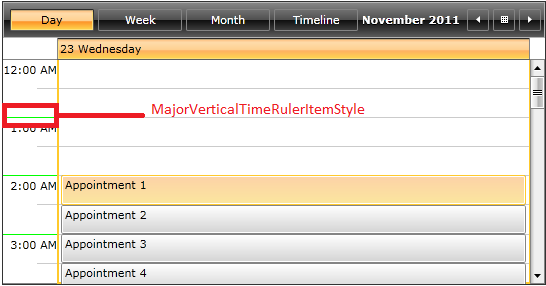 Day Week Month Timeline November 2011
23 Wednesday
12:00 AM
MajorVerticalTimeRulerItemStyle
1:00 AM
2:00 AM Appointment 1
Appointment 2
3:00 AM Appointment 3
Appointment 4